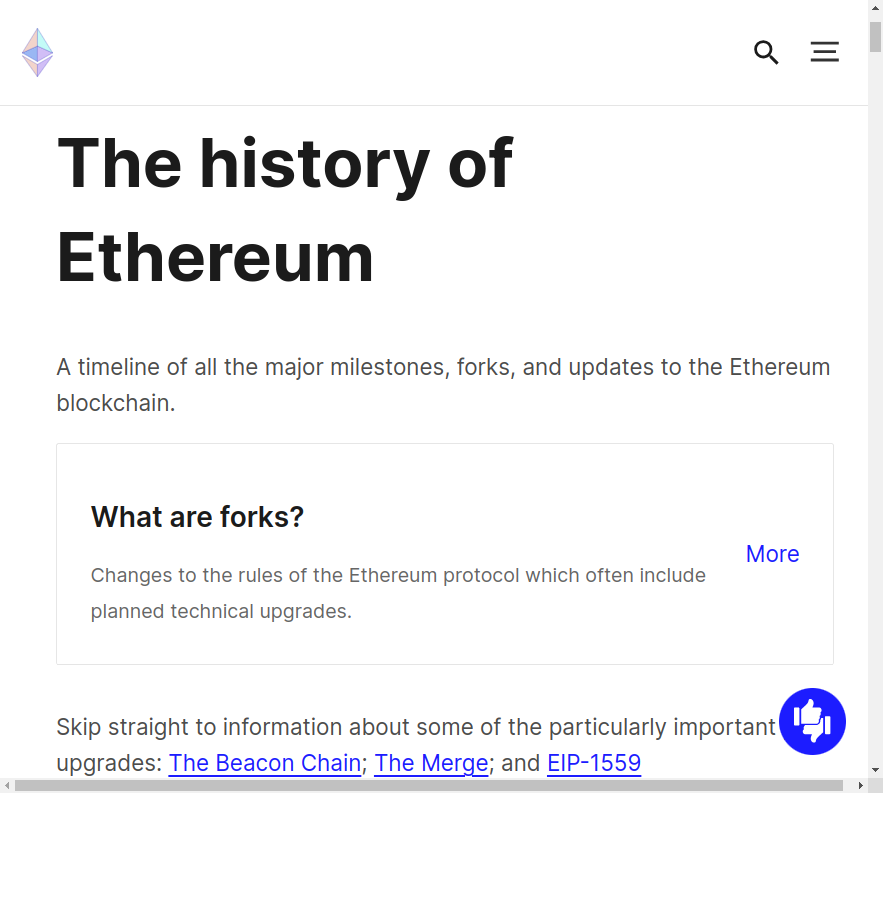 The history of
Ethereum
A timeline of all the major milestones, forks, and updates to the Ethereum
blockchain.
What are forks?
Changes to the rules of the Ethereum protocol which often include
planned technical upgrades.
More
Skip straight to information about some of the particularly important
upgrades: The Beacon Chain; The Merge; and EIP-1559